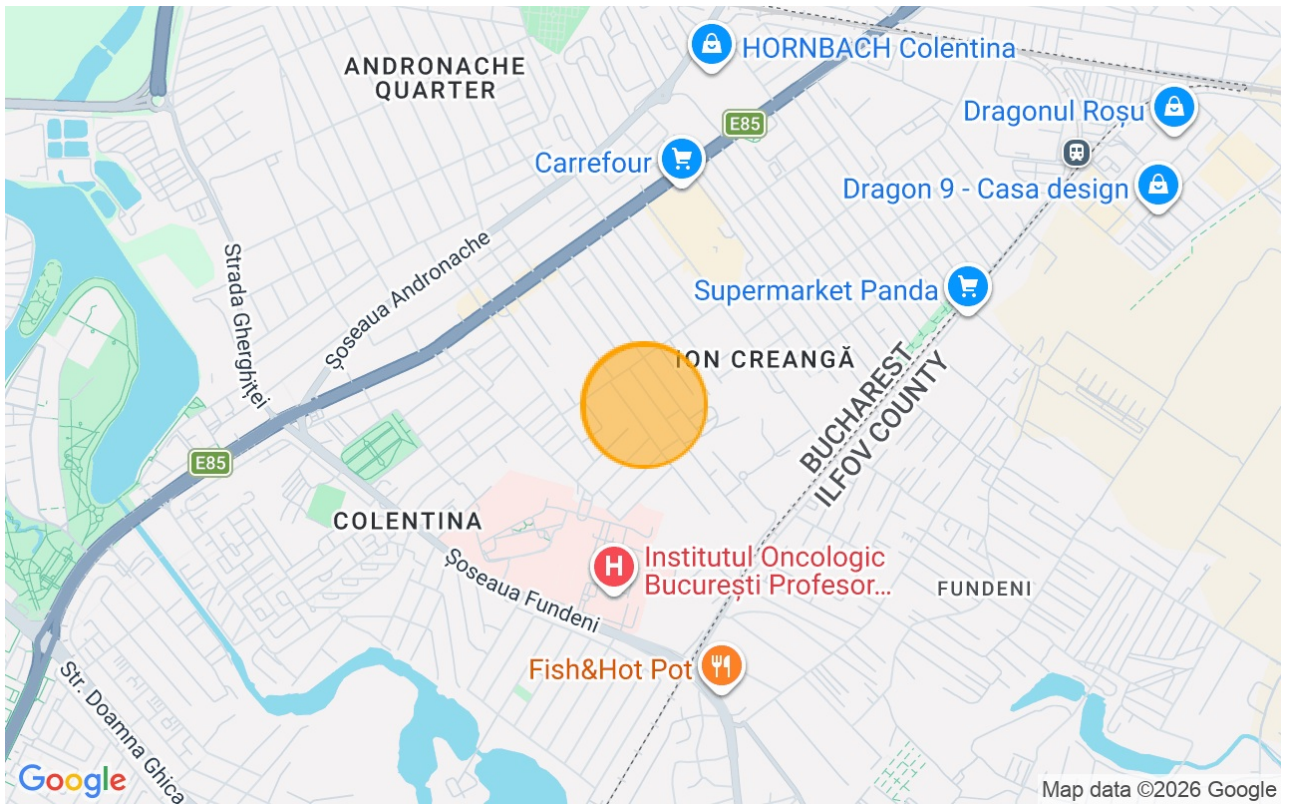 HORNBACH Colentina
ANDRONACHE
QUARTER
Dragonul Roșu
E85
Carrefour
Dragon 9 - Casa design
Șoseaua Andronache
Strada Gherghiței
Supermarket Panda
ION CREANGĂ
BUCHAREST
ILFOV COUNTY
E85
COLENTINA
Șoseaua Fundeni
H
Institutul Oncologic
București Profesor...
FUNDENI
Fish&Hot Pot
Str. Doamna Ghica
Google
Map data ©2026 Google